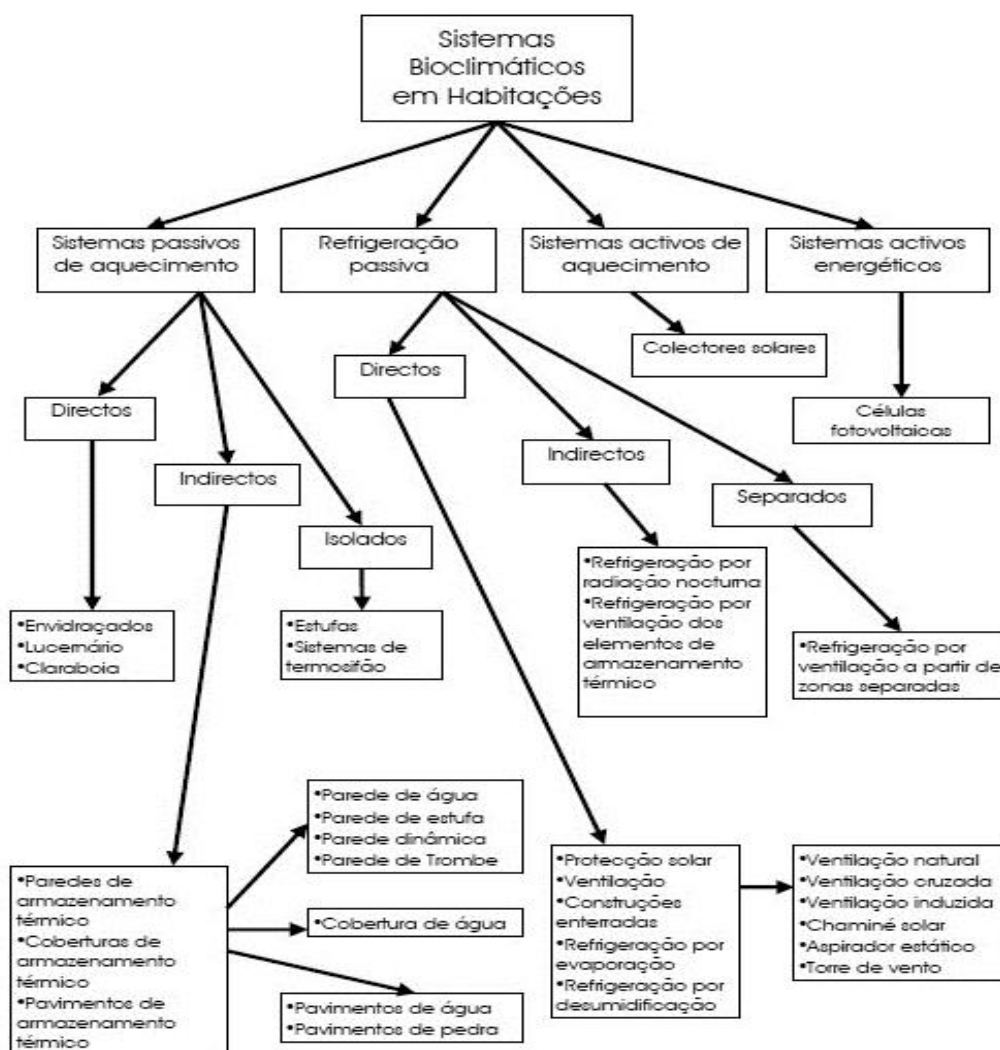 Sistemas
Bioclimáticos
em Habitações
Sistemas passivos
de aquecimento
Refrigeração
passiva
Sistemas activos de
aquecimento
Sistemas activos
energéticos
Directos
Colectores solares
Directos
Células
fotovoltaicas
Indirectos
Indirectos
Separados
Isolados
•Envidraçados
•Lucernário
•Claraboia
•Estufas
•Sistemas de
termosifão
•Refrigeração por
radiação nocturna
•Refrigeração por
ventilação dos
elementos de
armazenamento
térmico
•Refrigeração por
ventilação a partir de
zonas separadas
•Paredes de
armazenamento
térmico
•Coberturas de
armazenamento
térmico
•Pavimentos de
armazenamento
térmico
•Parede de água
•Parede de estufa
•Parede dinâmica
•Parede de Trombe
•Cobertura de água
•Pavimentos de água
•Pavimentos de pedra
•Protecção solar
•Ventilação
•Construções
enterradas
•Refrigeração por
evaporação
•Refrigeração por
desumidificação
•Ventilação natural
•Ventilação cruzada
•Ventilação induzida
•Chaminé solar
•Aspirador estático
•Torre de vento